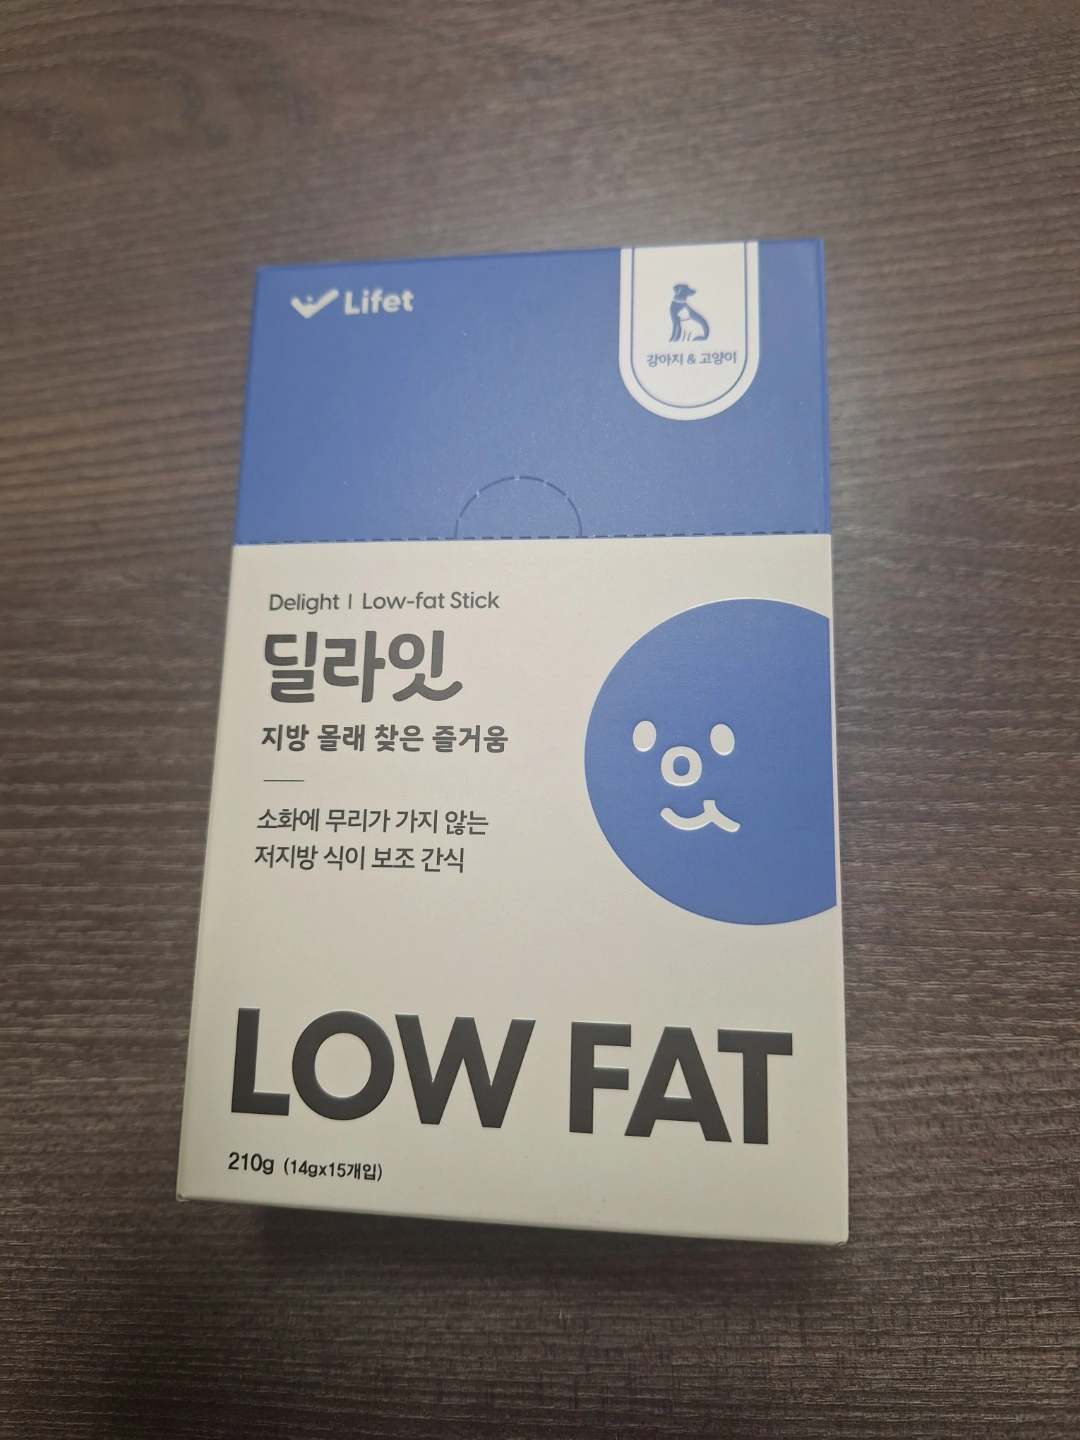 Lifet
강아지 & 고양이
Delight | Low-fat Stick
딜라잇
지방 몰래 찾은 즐거움
소화에 무리가 가지 않는
저지방 식이 보조 간식
LOW FAT
210g (14gx15개입)